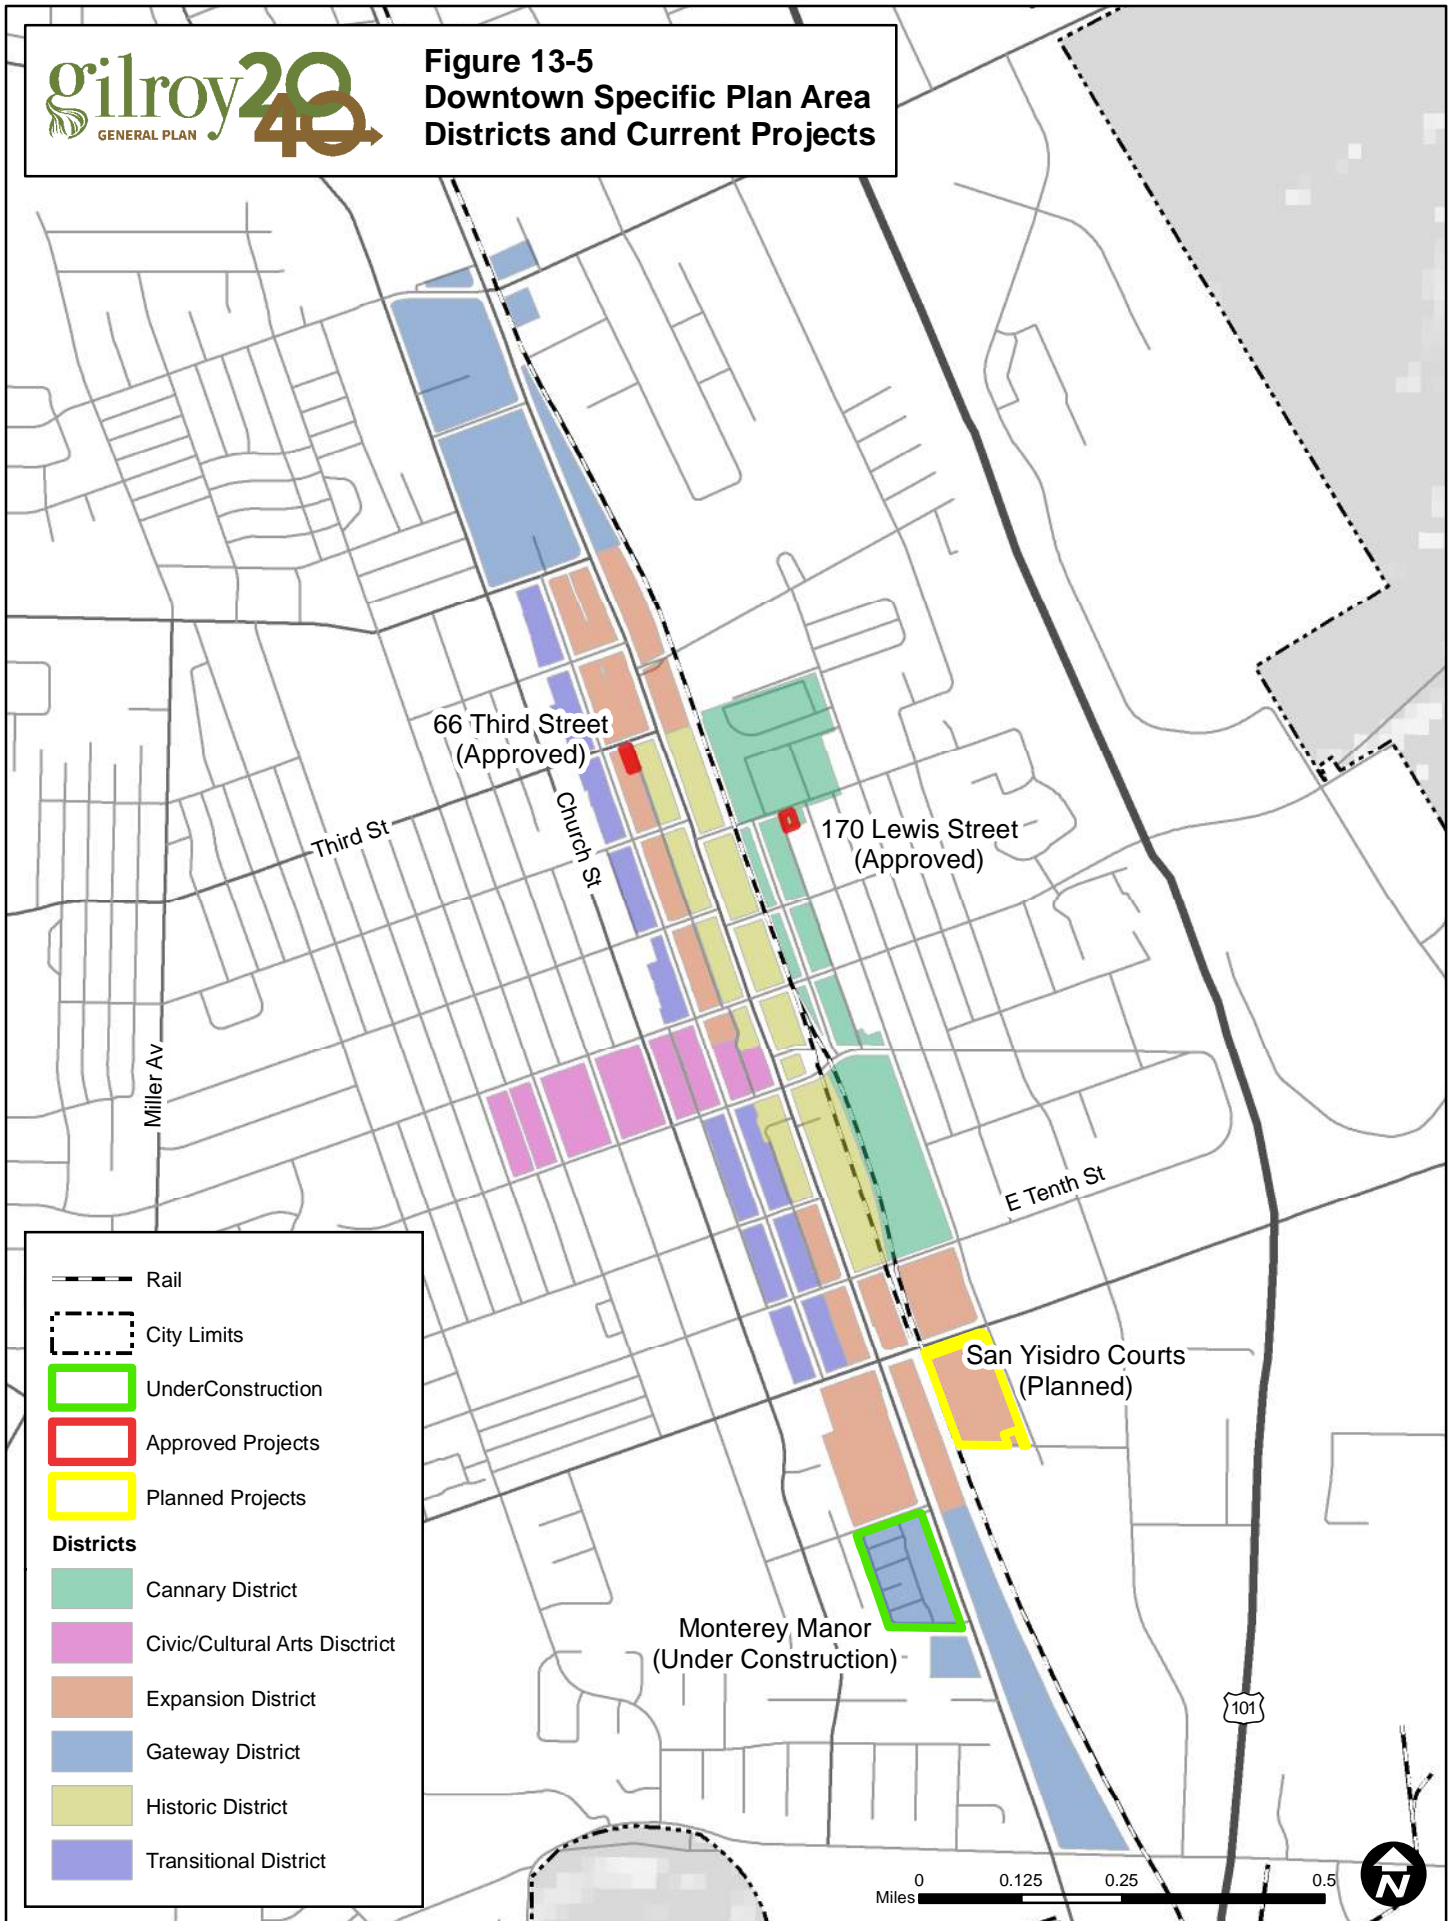 gilroy 2040
GENERAL PLAN
Figure 13-5
Downtown Specific Plan Area
Districts and Current Projects
66 Third Street
(Approved)
Third St
Church St
170 Lewis Street
(Approved)
Miller Av
E Tenth St
San Yisidro Courts
(Planned)
Monterey Manor
(Under Construction)
101
Rail
City Limits
UnderConstruction
Approved Projects
Planned Projects
Districts
Cannary District
Civic/Cultural Arts Disctrict
Expansion District
Gateway District
Historic District
Transitional District
0 0.125 0.25 0.5
Miles
N